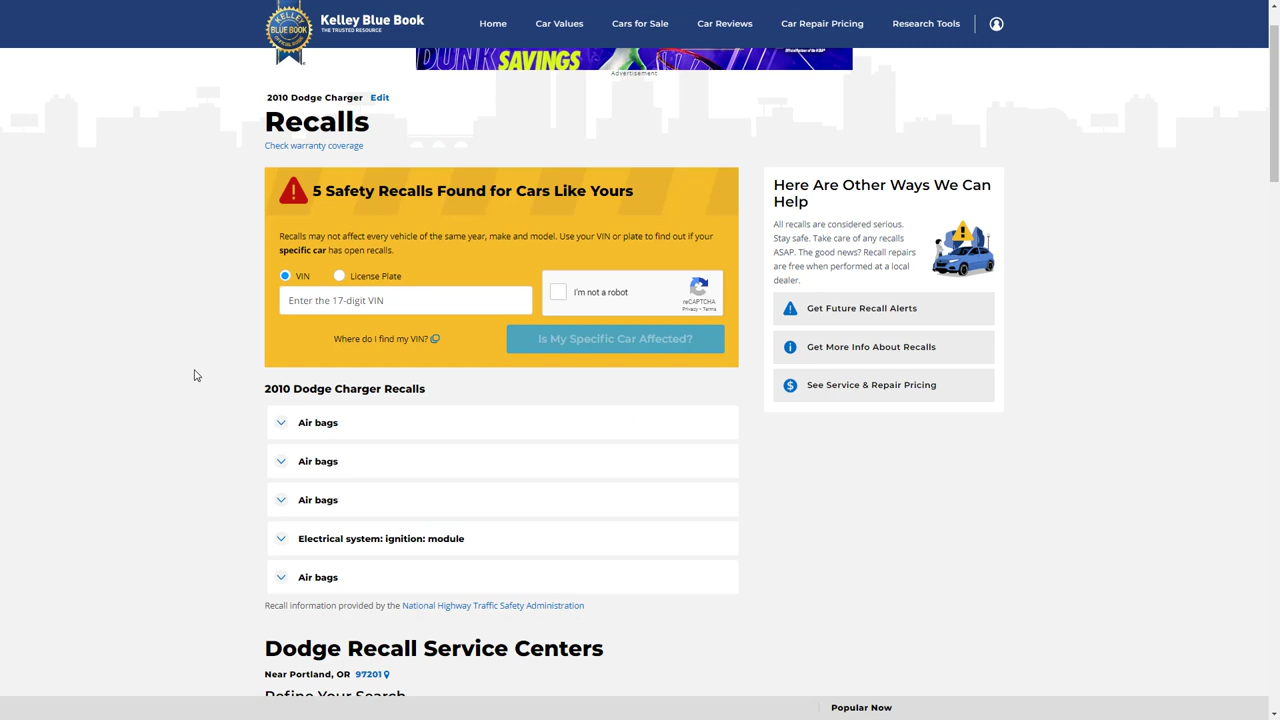 KELLEY
BLUE BOOK
Kelley Blue Book
THE TRUSTED RESOURCE
Home
Car Values
Cars for Sale
Car Reviews
Car Repair Pricing
Research Tools
DUNK SAVINGS
Advertisement
2010 Dodge Charger Edit
Recalls
Check warranty coverage
5 Safety Recalls Found for Cars Like Yours
Recalls may not affect every vehicle of the same year, make and model. Use your VIN or plate to find out if your
specific car has open recalls.
VIN
License Plate
Enter the 17-digit VIN
I'm not a robot
reCAPTCHA
Privacy - Terms
Where do I find my VIN?
Is My Specific Car Affected?
Here Are Other Ways We Can
Help
All recalls are considered serious.
Stay safe. Take care of any recalls
ASAP. The good news? Recall repairs
are free when performed at a local
dealer.
Get Future Recall Alerts
Get More Info About Recalls
See Service & Repair Pricing
2010 Dodge Charger Recalls
Air bags
Air bags
Air bags
Electrical system: ignition: module
Air bags
Recall information provided by the National Highway Traffic Safety Administration
Dodge Recall Service Centers
Near Portland, OR 97201
Refine Your Search
Popular Now